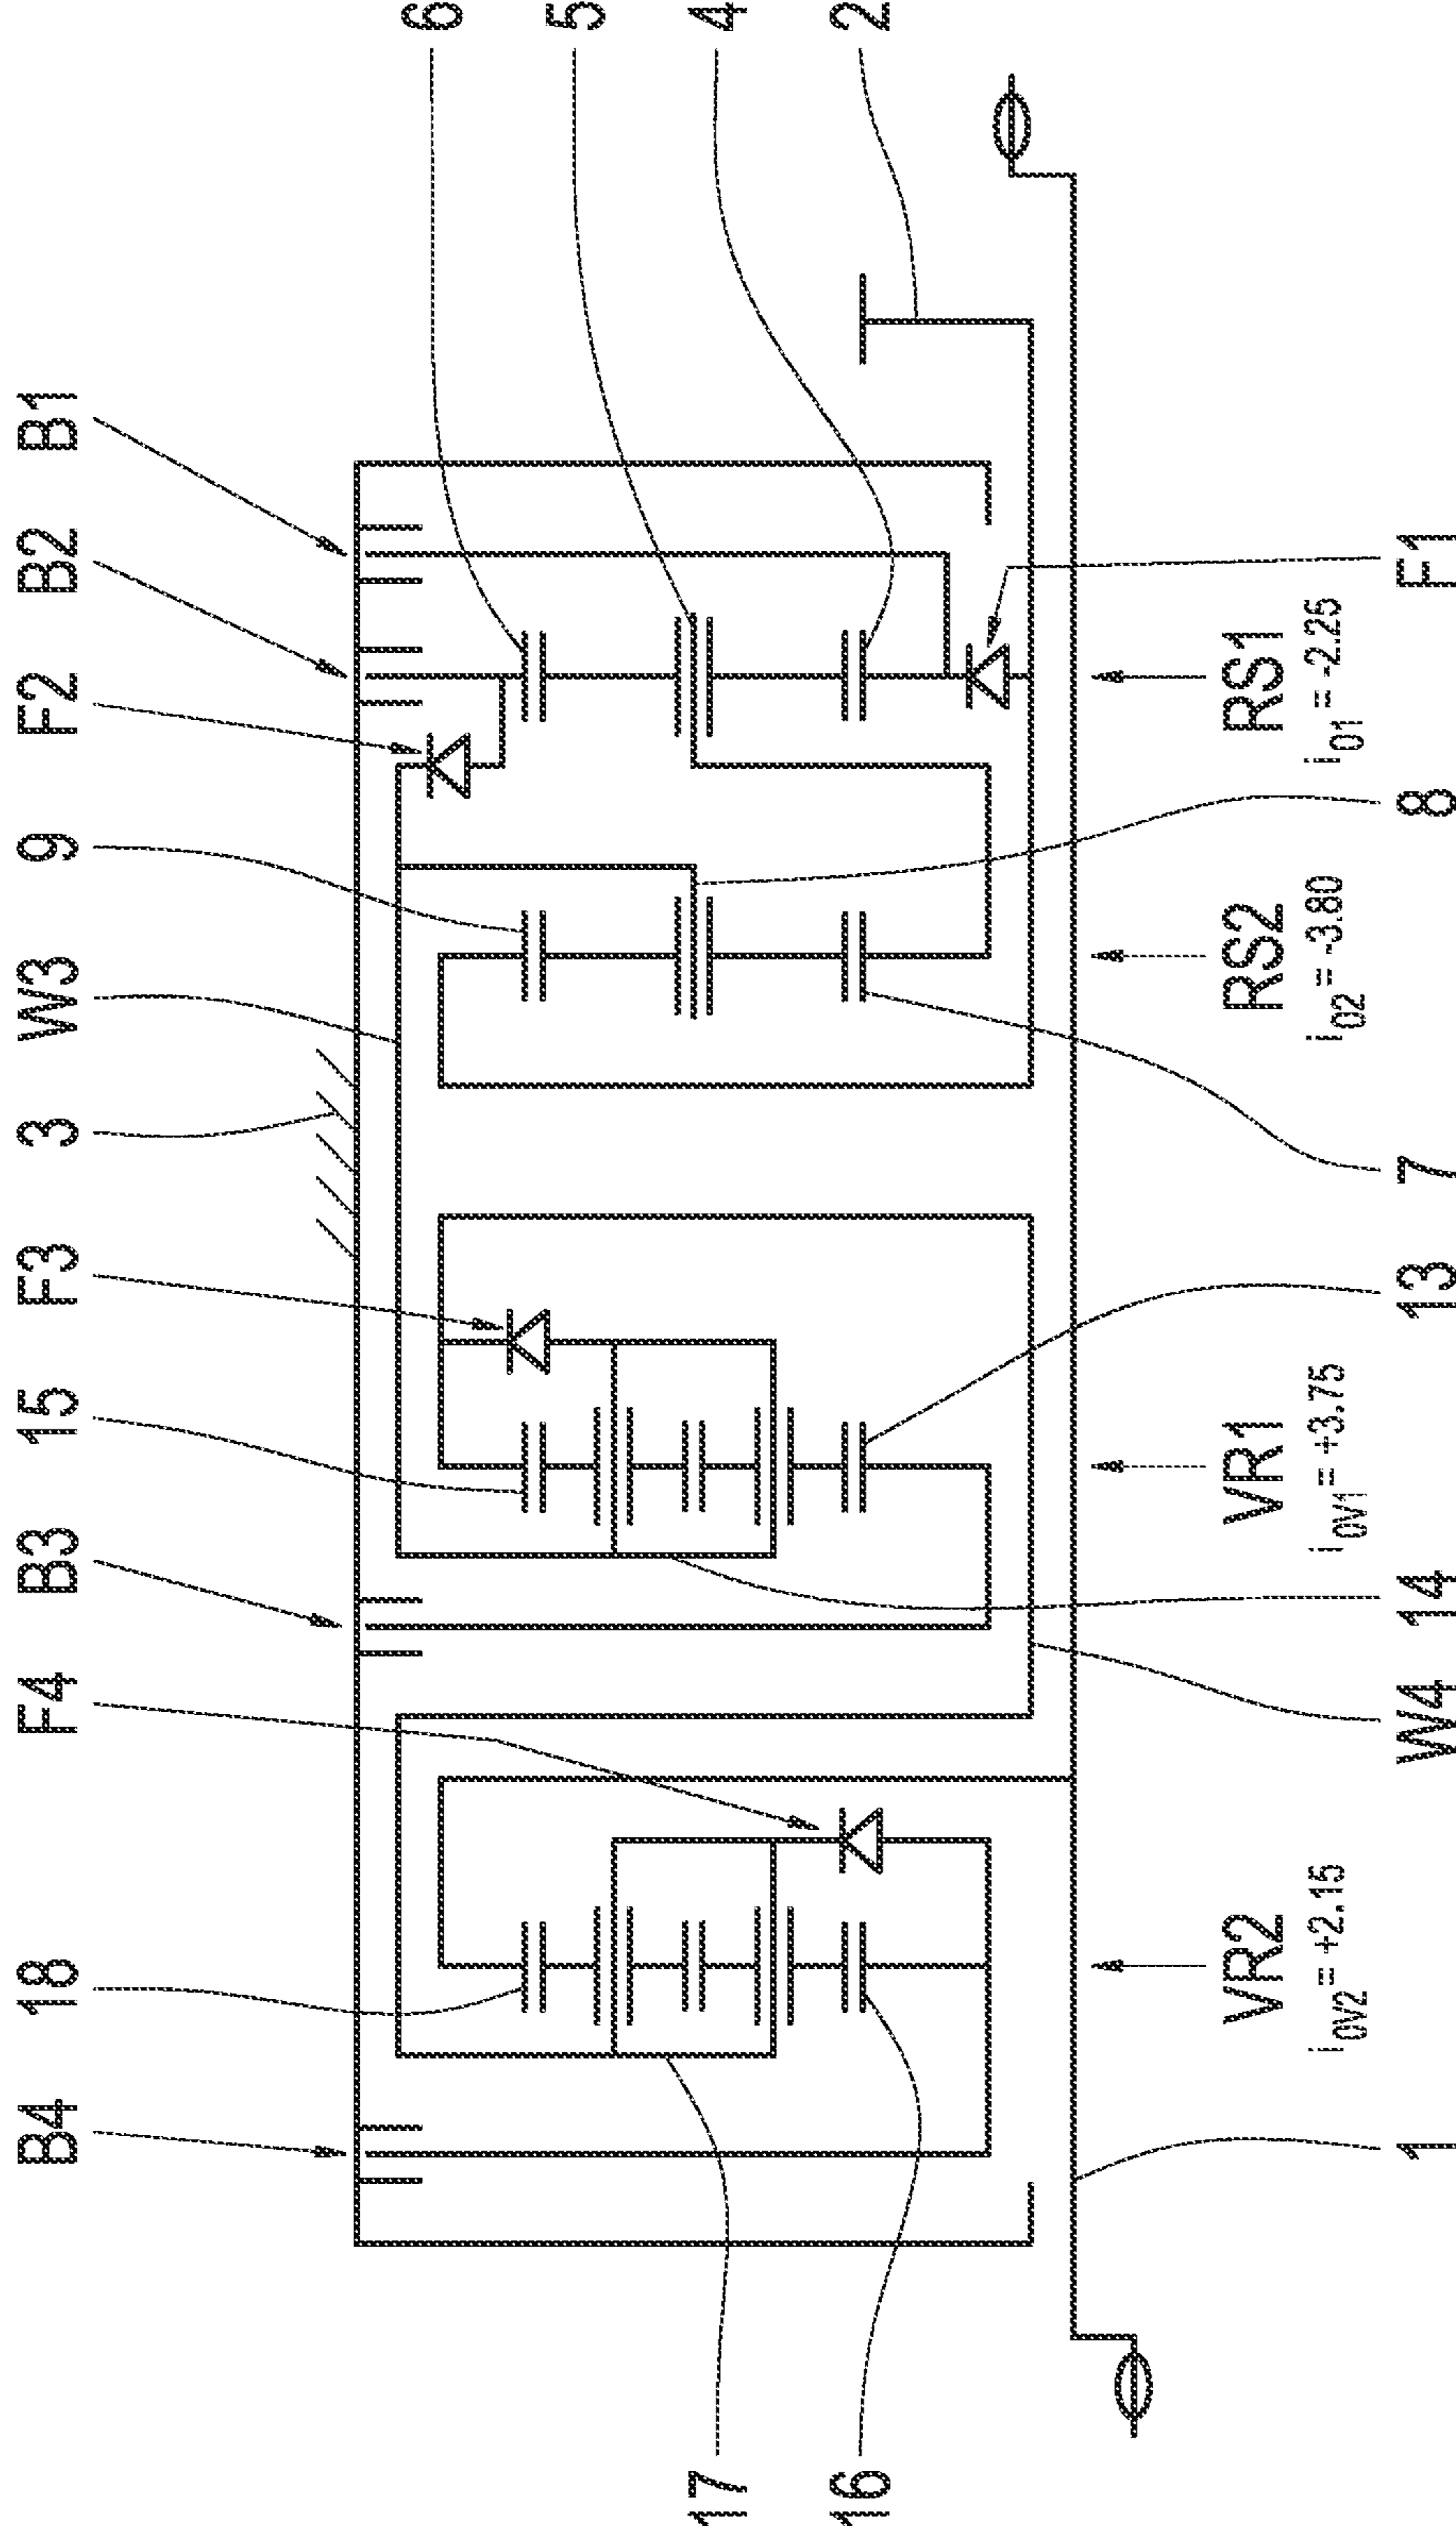 B4 18 F4 B3 15 F3 3 W3 9 F2 B2 B1
6
5
17
4
16
2
VR2 VR1 RS2 RS1
i0V2 = +2.15 i0V1 = +3.75 i02 = -3.80 i01 = -2.25
1 W4 14 13 7 8 F1